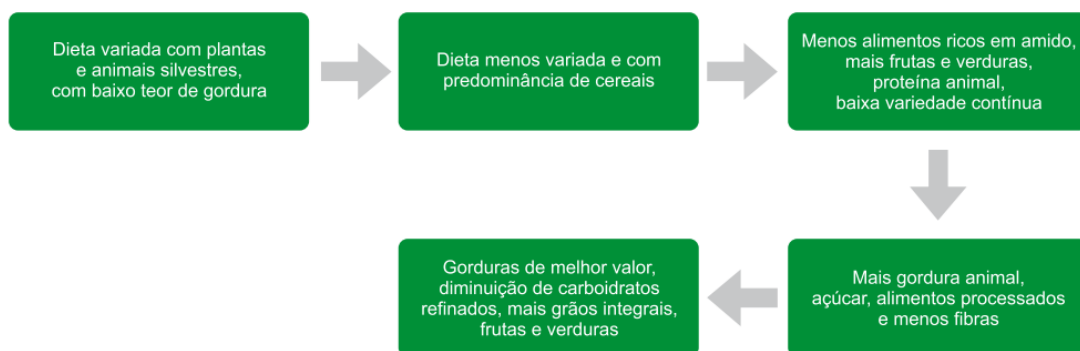 Dieta variada com plantas
e animais silvestres,
com baixo teor de gordura
Dieta menos variada e com
predominância de cereais
Menos alimentos ricos em amido,
mais frutas e verduras,
proteína animal,
baixa variedade contínua
Mais gordura animal,
açúcar, alimentos processados
e menos fibras
Gorduras de melhor valor,
diminuição de carboidratos
refinados, mais grãos integrais,
frutas e verduras